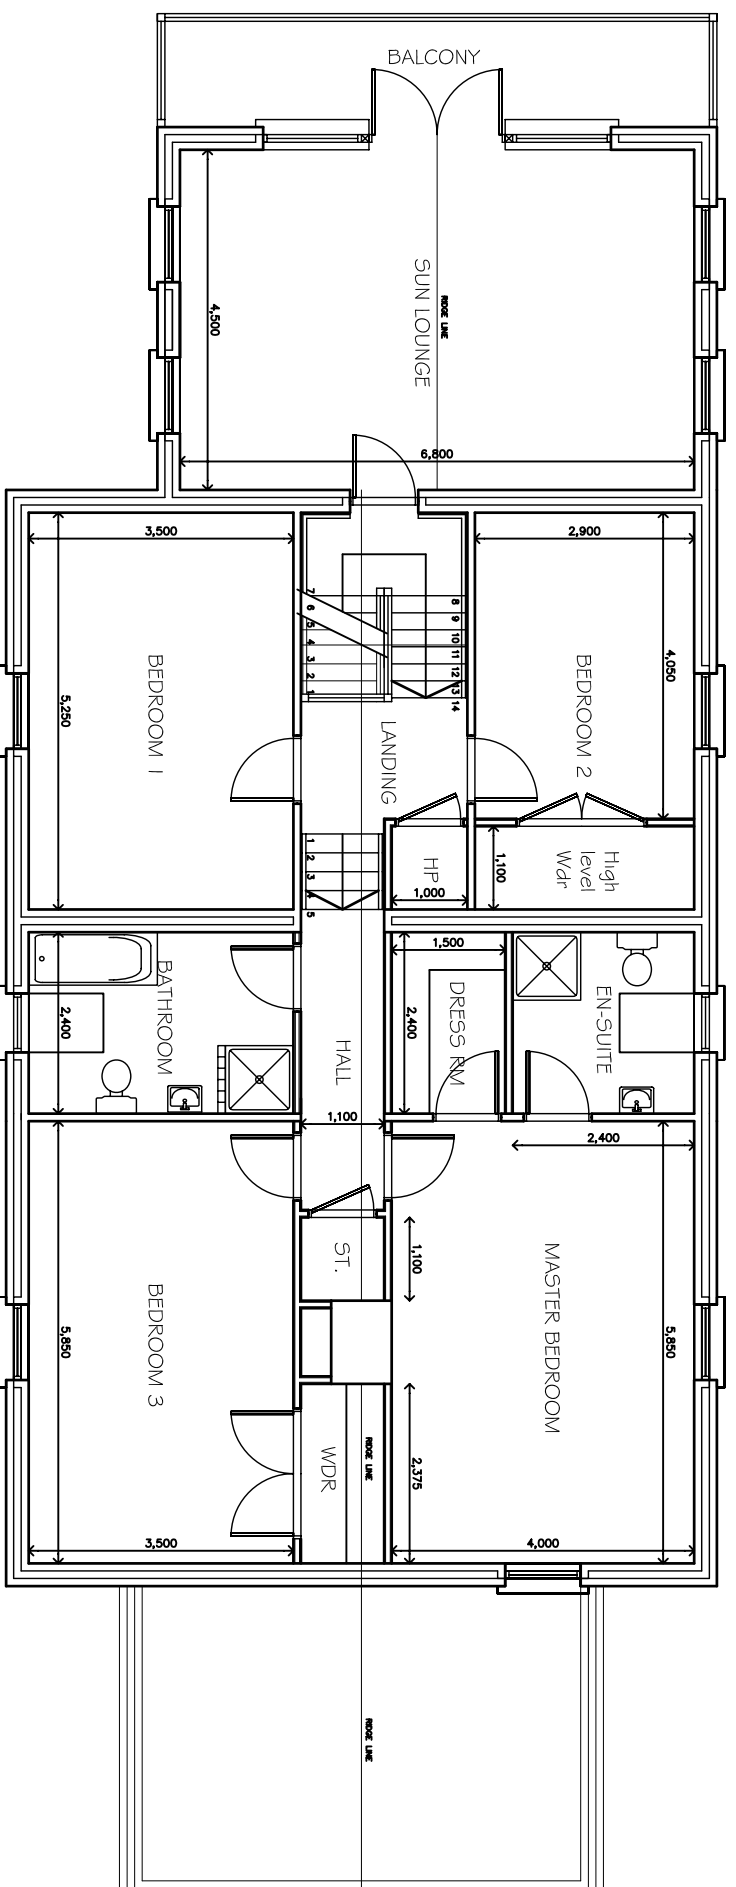 BALCONY
SUN LOUNGE
RIDGE LINE
4,500
6,800
3,500
2,900
7
6
5
4
3
2
1
8
9
10
11
12
13
14
4,050
BEDROOM 1
5,250
BEDROOM 2
LANDING
1
2
3
4
5
HP
1,000
1,100
High
level
Wdr
1,500
BATHROOM
2,400
HALL
2,400
DRESS RM
EN-SUITE
1,100
2,400
ST.
1,100
MASTER BEDROOM
5,850
BEDROOM 3
5,850
WDR
RIDGE LINE
2,375
3,500
4,000
RIDGE LINE